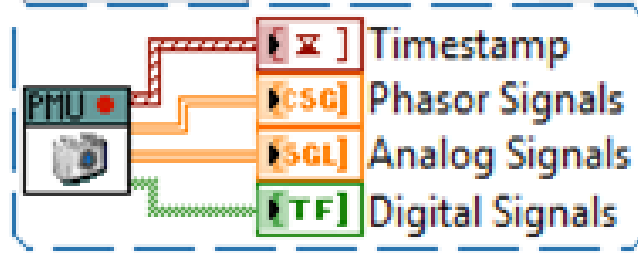 PMU
[⌛] Timestamp
[CSG] Phasor Signals
[SGL] Analog Signals
[TF] Digital Signals